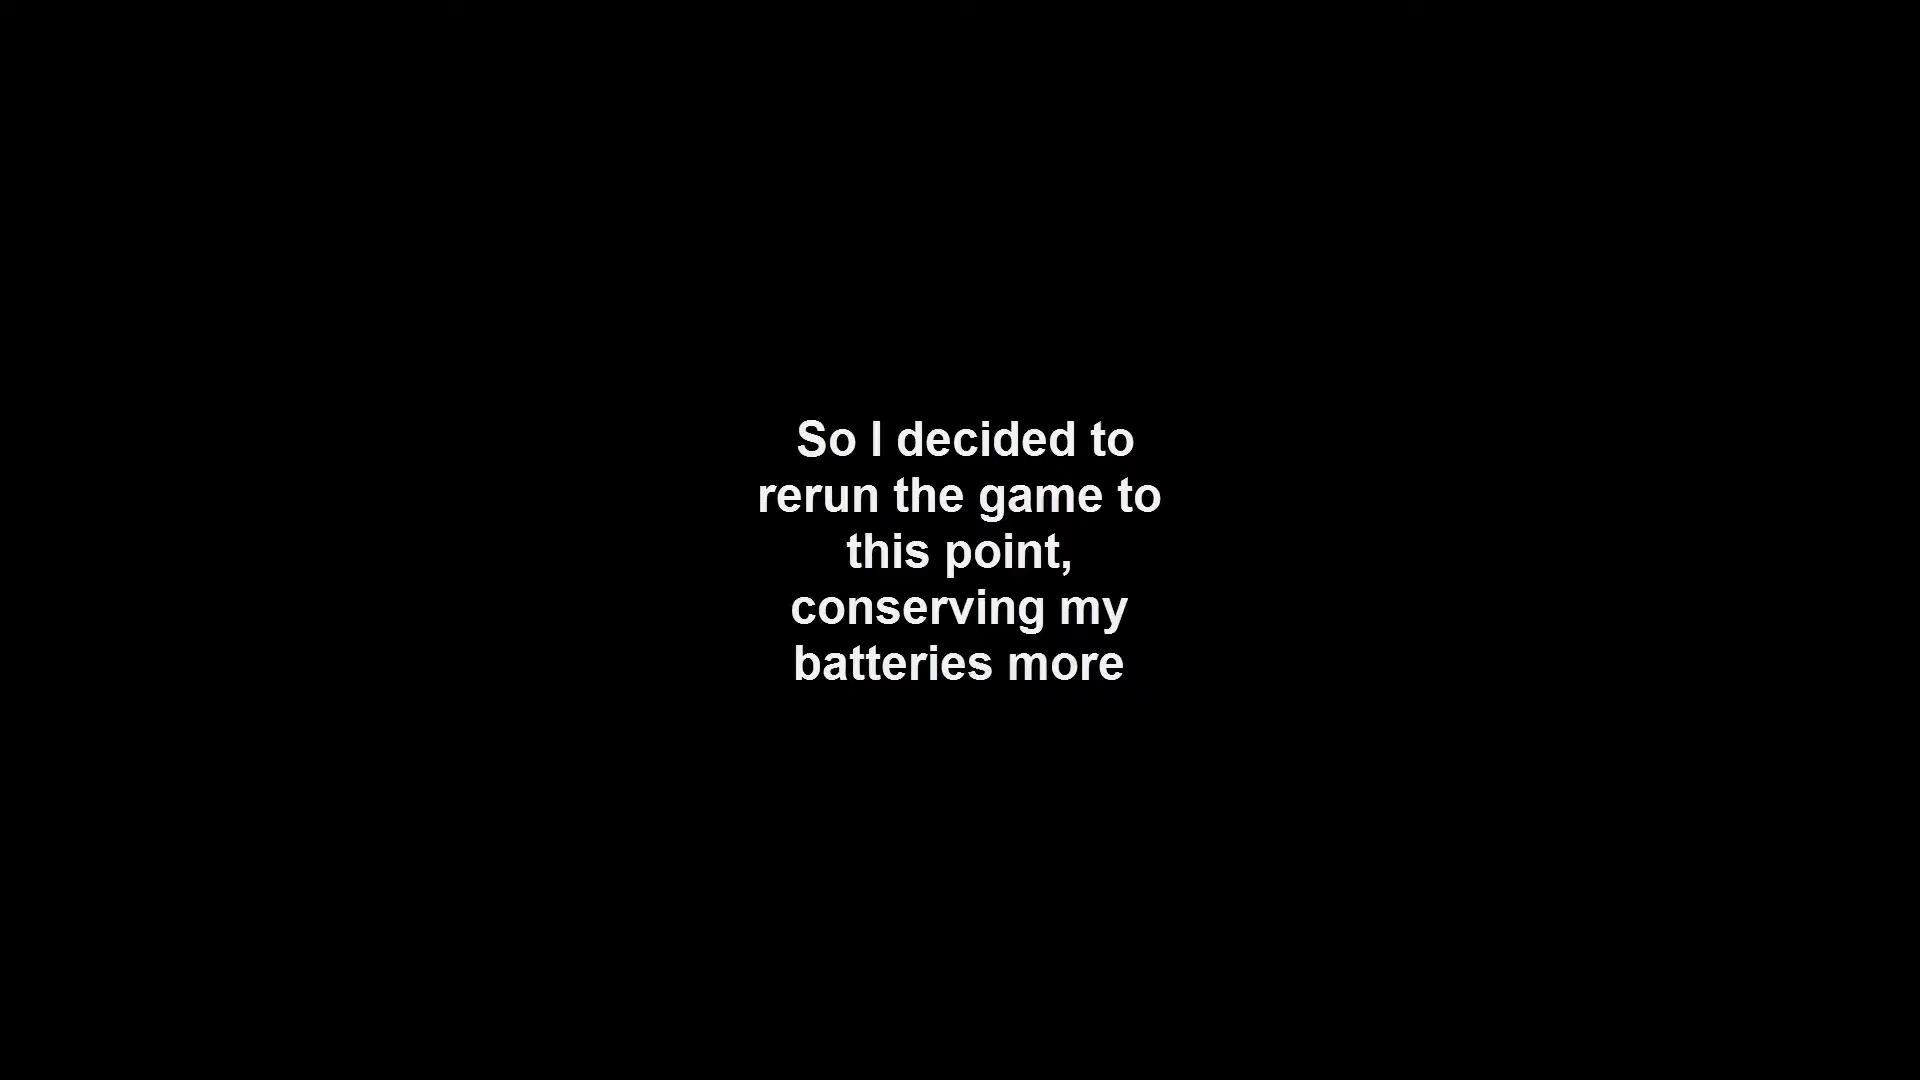 So I decided to
rerun the game to
this point,
conserving my
batteries more